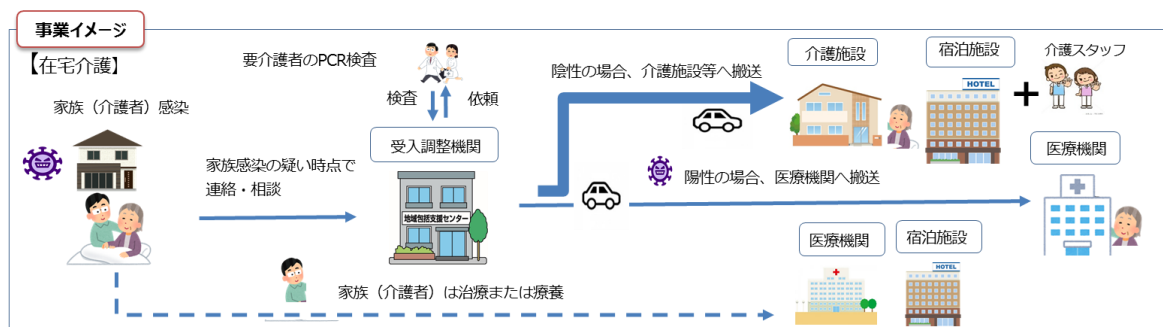 事業イメージ
【在宅介護】
家族（介護者）感染
要介護者のPCR検査
検査
依頼
受入調整機関
地域包括支援センター
家族感染の疑い時点で
連絡・相談
陰性の場合、介護施設等へ搬送
介護施設
宿泊施設
HOTEL
介護スタッフ
+
陽性の場合、医療機関へ搬送
医療機関
医療機関
宿泊施設
HOTEL
家族（介護者）は治療または療養